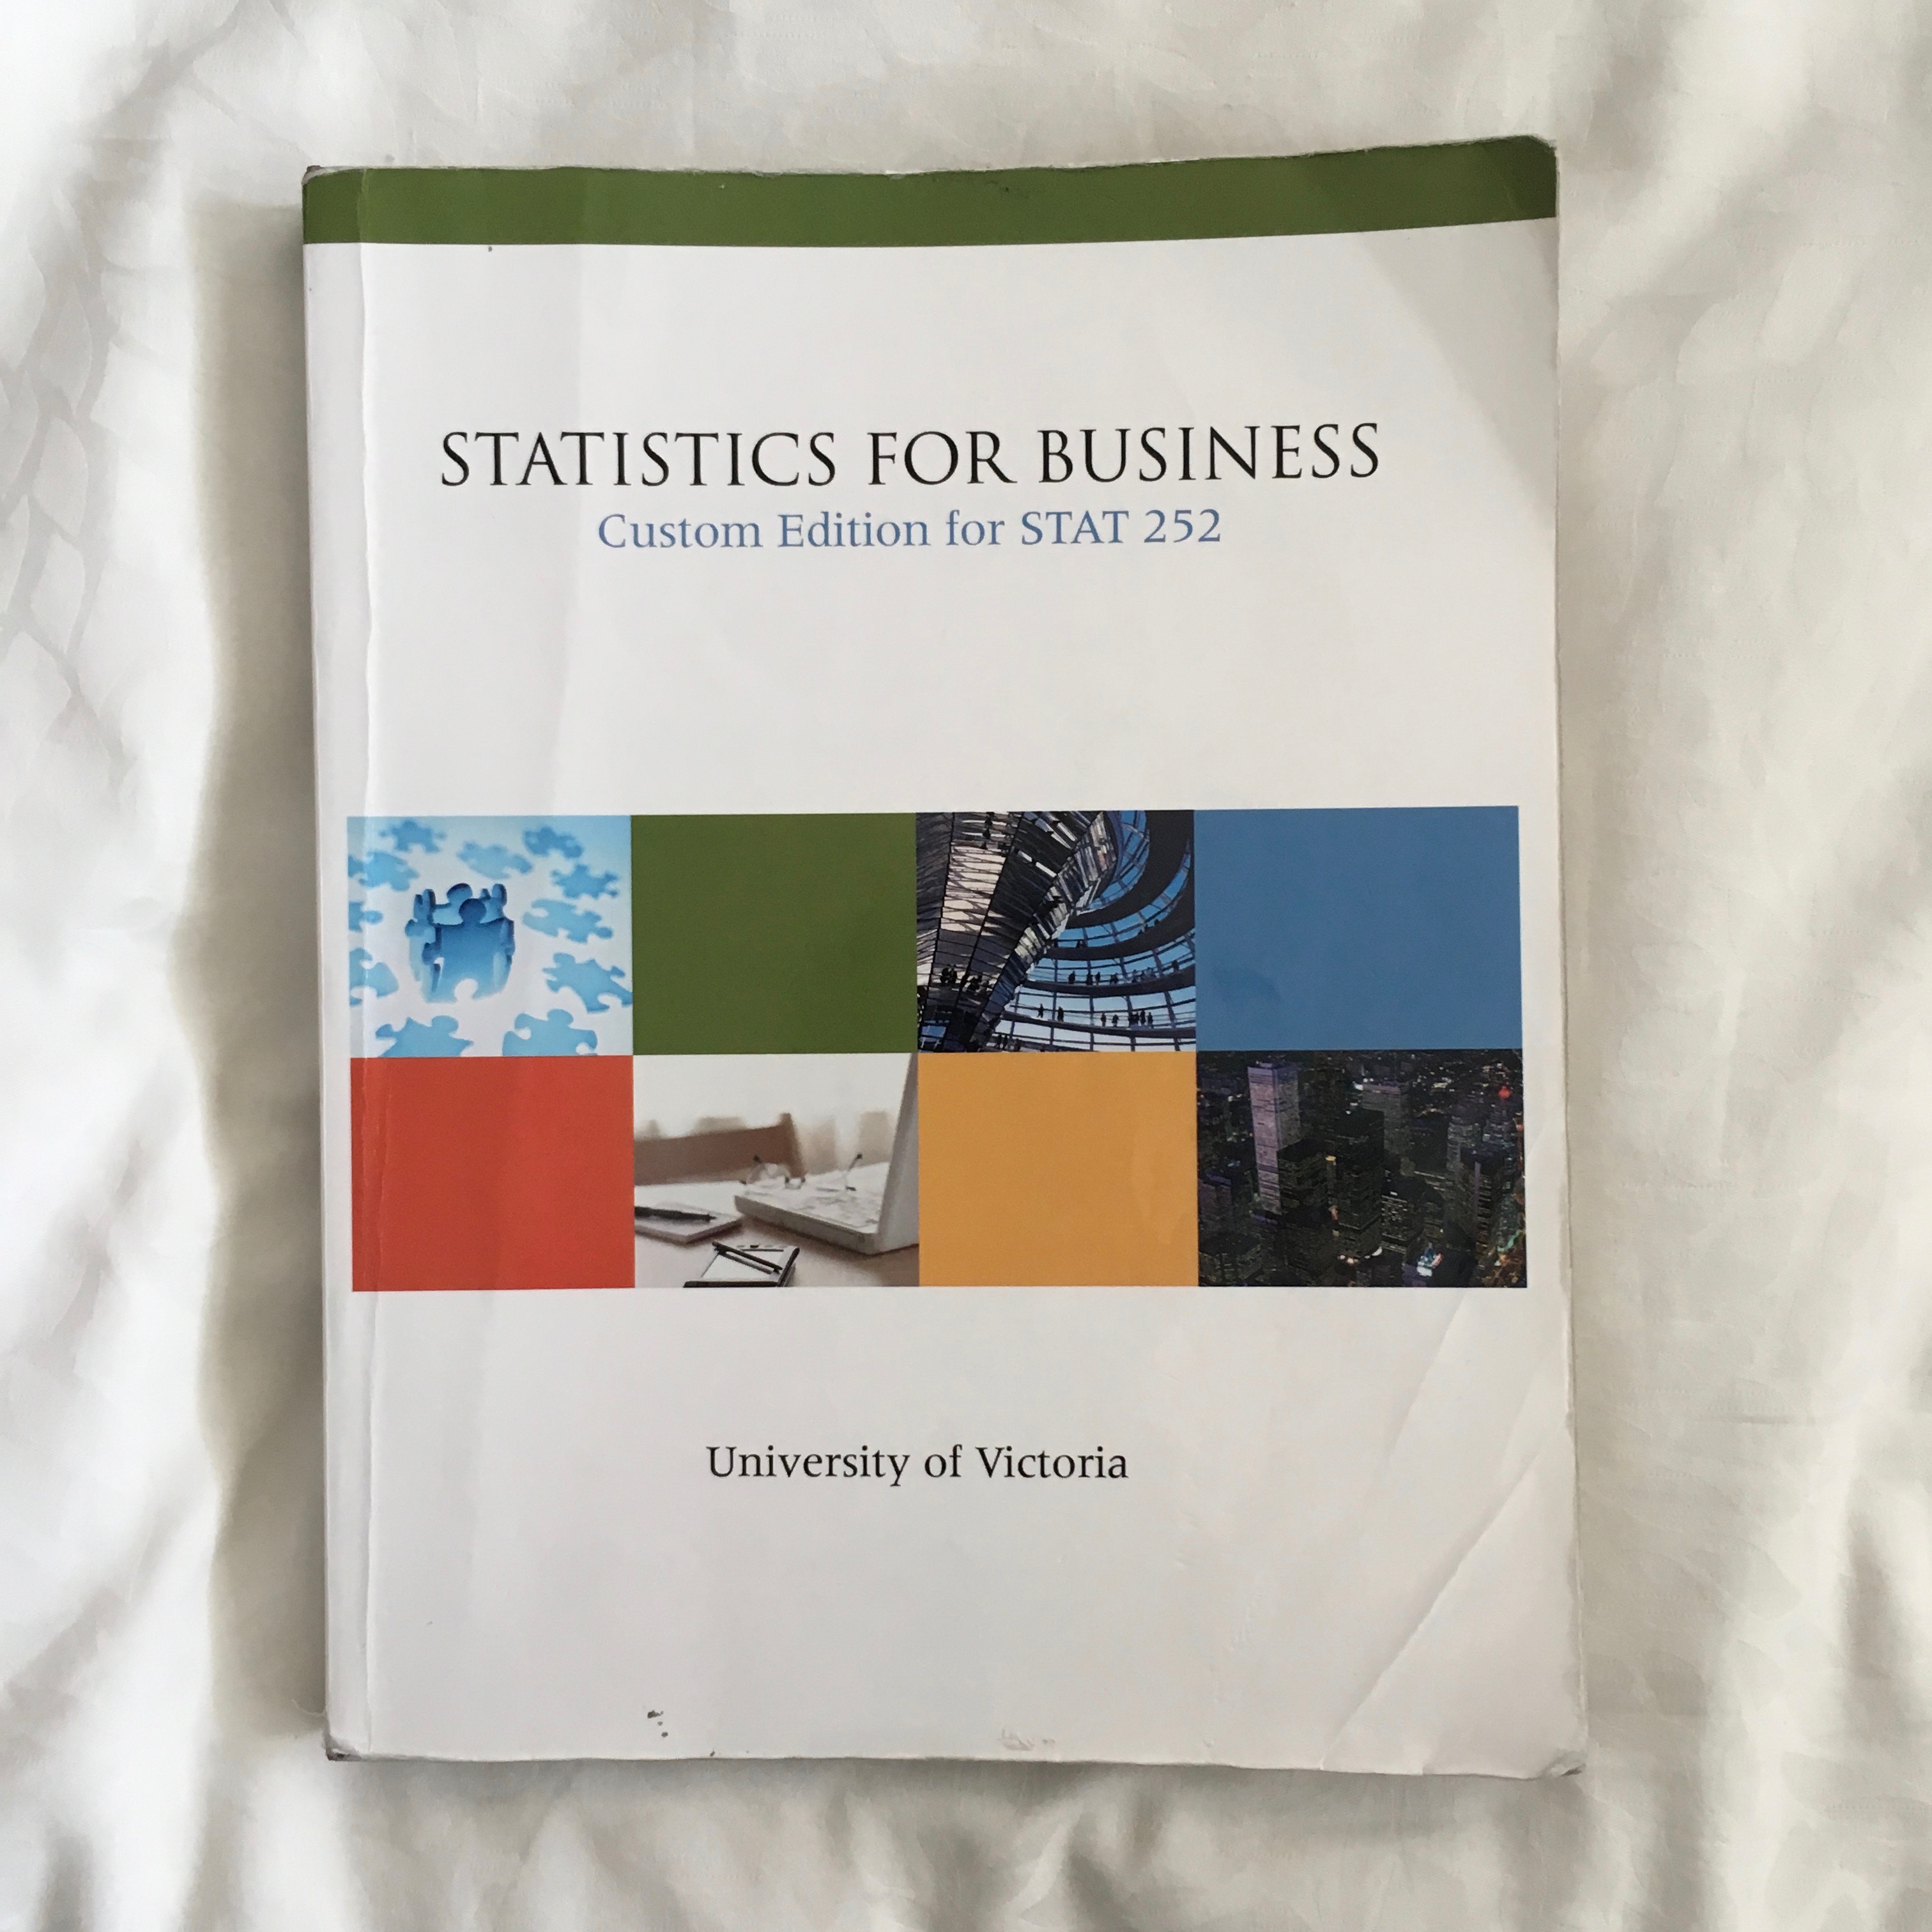 STATISTICS FOR BUSINESS
Custom Edition for STAT 252
University of Victoria